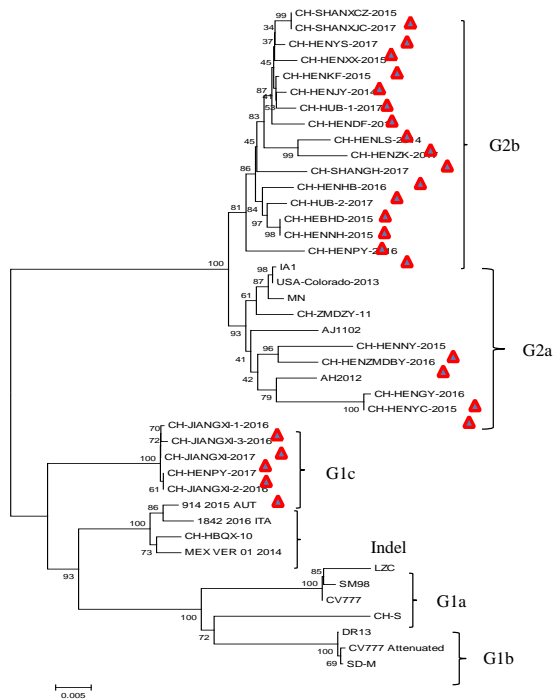 99
CH-SHANXCZ-2015
34
CH-SHANXJC-2017
37
CH-HENYS-2017
45
CH-HENXX-2015
CH-HENKF-2015
87
CH-HENJY-2014
41
53
CH-HUB-1-2017
83
CH-HENDF-2014
45
CH-HENLS-2014
G2b
99
CH-HENZK-2017
86
CH-SHANGH-2017
CH-HENHB-2016
81
84
CH-HUB-2-2017
97
CH-HEBHD-2015
98
CH-HENNH-2015
CH-HENPY-2016
100
98
IA1
87
USA-Colorado-2013
61
MN
CH-ZMDZY-11
93
AJ1102
41
96
CH-HENNY-2015
G2a
CH-HENZMDBY-2016
42
AH2012
79
CH-HENGY-2016
100
CH-HENYC-2015
70
CH-JIANGXI-1-2016
72
CH-JIANGXI-3-2016
100
CH-JIANGXI-2017
CH-HENPY-2017
G1c
61
CH-JIANGXI-2-2016
86
914 2015 AUT
100
1842 2016 ITA
CH-HBQX-10
Indel
73
MEX VER 01 2014
85
LZC
93
100
SM98
CV777
G1a
CH-S
72
DR13
100
CV777 Attenuated
G1b
69
SD-M
0.005